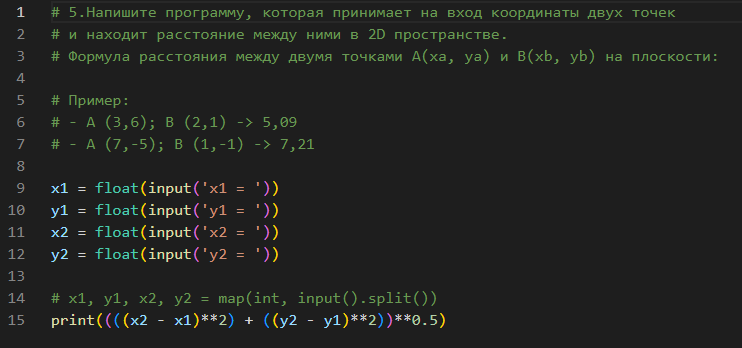 1 # 5.Напишите программу, которая принимает на вход координаты двух точек
2 # и находит расстояние между ними в 2D пространстве.
3 # Формула расстояния между двумя точками A(xa, ya) и B(xb, yb) на плоскости:
4
5 # Пример:
6 # - A (3,6); B (2,1) -> 5,09
7 # - A (7,-5); B (1,-1) -> 7,21
8
9 x1 = float(input('x1 = '))
10 y1 = float(input('y1 = '))
11 x2 = float(input('x2 = '))
12 y2 = float(input('y2 = '))
13
14 # x1, y1, x2, y2 = map(int, input().split())
15 print((((x2 - x1)**2) + ((y2 - y1)**2))**0.5)